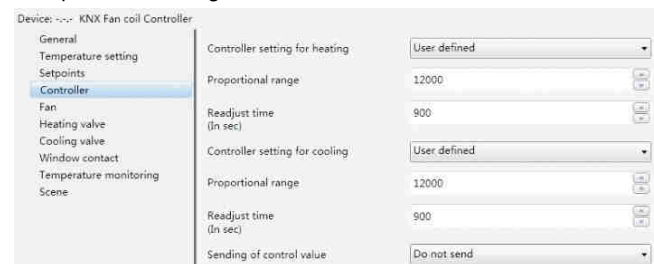 Device: -.-.- KNX Fan coil Controller
General
Temperature setting
Setpoints
Controller
Fan
Heating valve
Cooling valve
Window contact
Temperature monitoring
Scene
Controller setting for heating
User defined
Proportional range
12000
Readjust time
(In sec)
900
Controller setting for cooling
User defined
Proportional range
12000
Readjust time
(In sec)
900
Sending of control value
Do not send